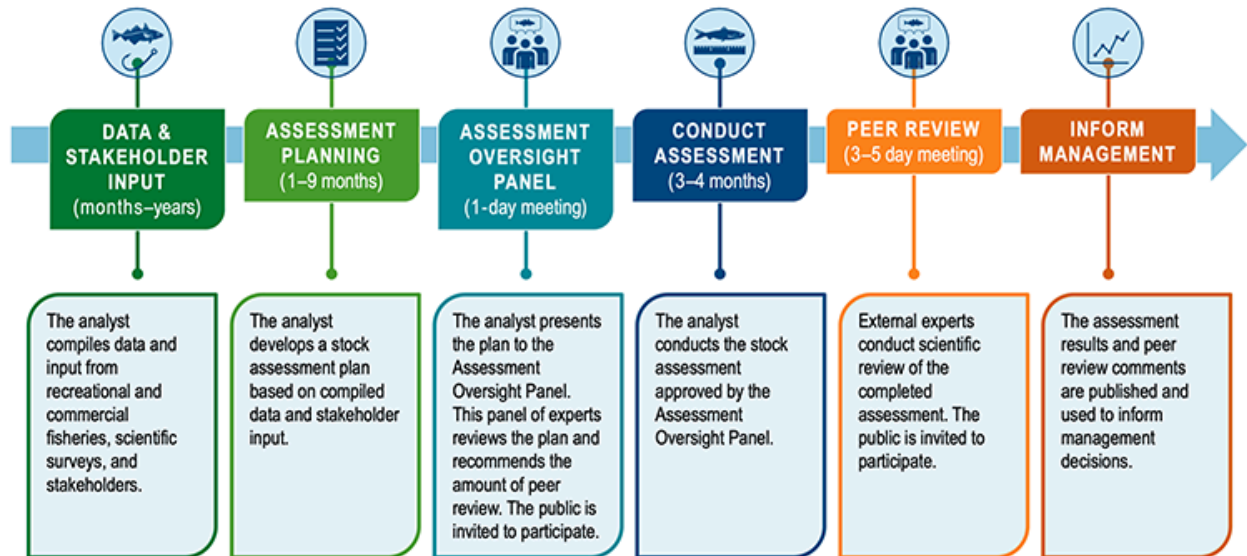 DATA &
STAKEHOLDER
INPUT
(months–years)
ASSESSMENT
PLANNING
(1–9 months)
ASSESSMENT
OVERSIGHT
PANEL
(1-day meeting)
CONDUCT
ASSESSMENT
(3–4 months)
PEER REVIEW
(3–5 day meeting)
INFORM
MANAGEMENT
The analyst
compiles data and
input from
recreational and
commercial
fisheries, scientific
surveys, and
stakeholders.
The analyst
develops a stock
assessment plan
based on compiled
data and stakeholder
input.
The analyst presents
the plan to the
Assessment
Oversight Panel.
This panel of experts
reviews the plan and
recommends the
amount of peer
review. The public is
invited to participate.
The analyst
conducts the stock
assessment
approved by the
Assessment
Oversight Panel.
External experts
conduct scientific
review of the
completed
assessment. The
public is invited to
participate.
The assessment
results and peer
review comments
are published and
used to inform
management
decisions.